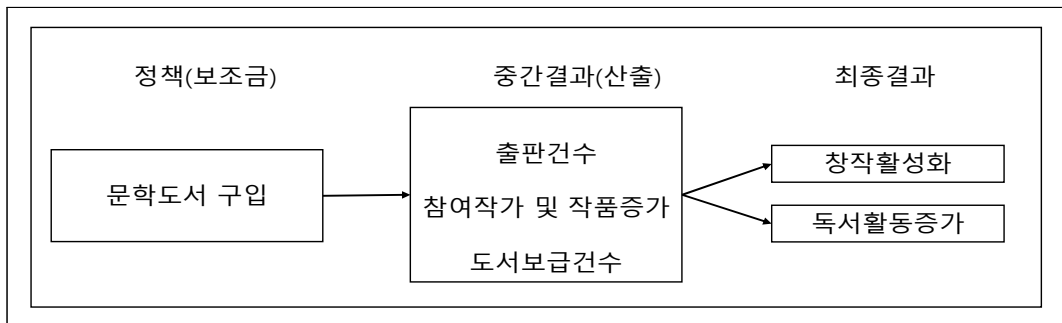 정책(보조금)
중간결과(산출)
최종결과
문학도서 구입
출판건수
참여작가 및 작품증가
도서보급건수
창작활성화
독서활동증가